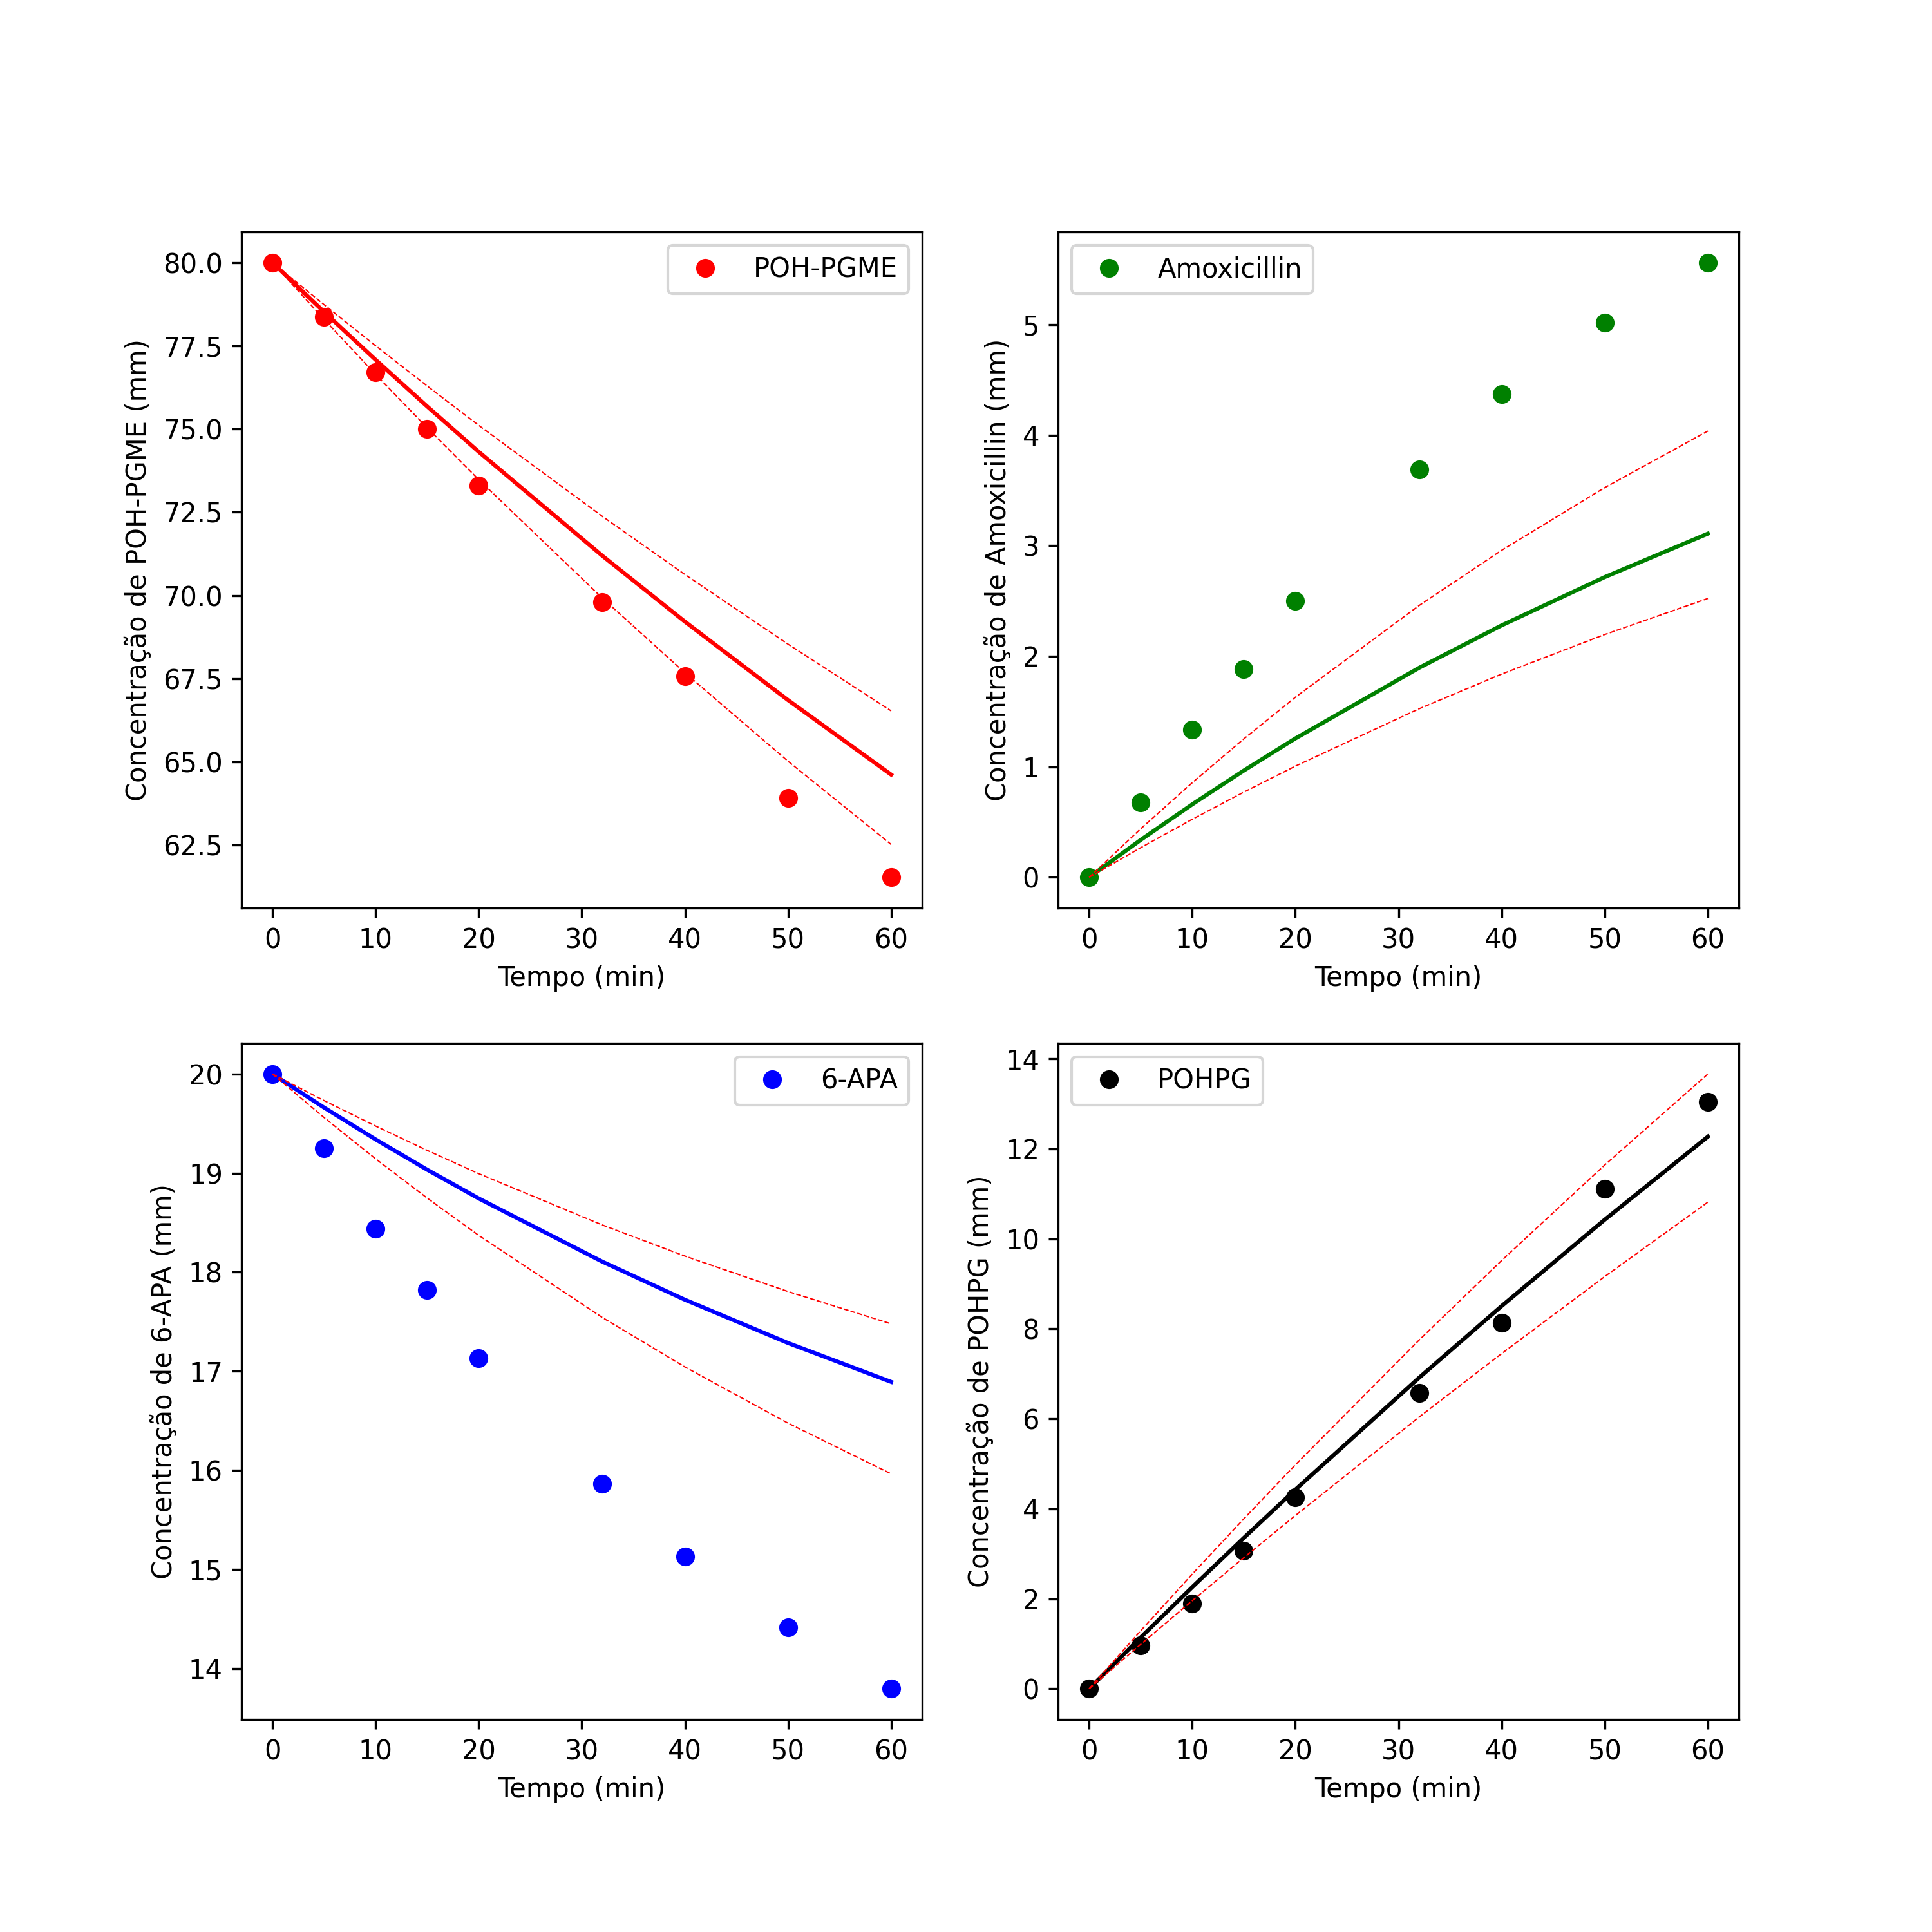 POH-PGME
80.0
77.5
75.0
72.5
70.0
67.5
65.0
62.5
Concentração de POH-PGME (mm)
0 10 20 30 40 50 60
Tempo (min)
Amoxicillin
5
4
3
2
1
0
Concentração de Amoxicillin (mm)
0 10 20 30 40 50 60
Tempo (min)
6-APA
20
19
18
17
16
15
14
Concentração de 6-APA (mm)
0 10 20 30 40 50 60
Tempo (min)
POHPG
14
12
10
8
6
4
2
0
Concentração de POHPG (mm)
0 10 20 30 40 50 60
Tempo (min)